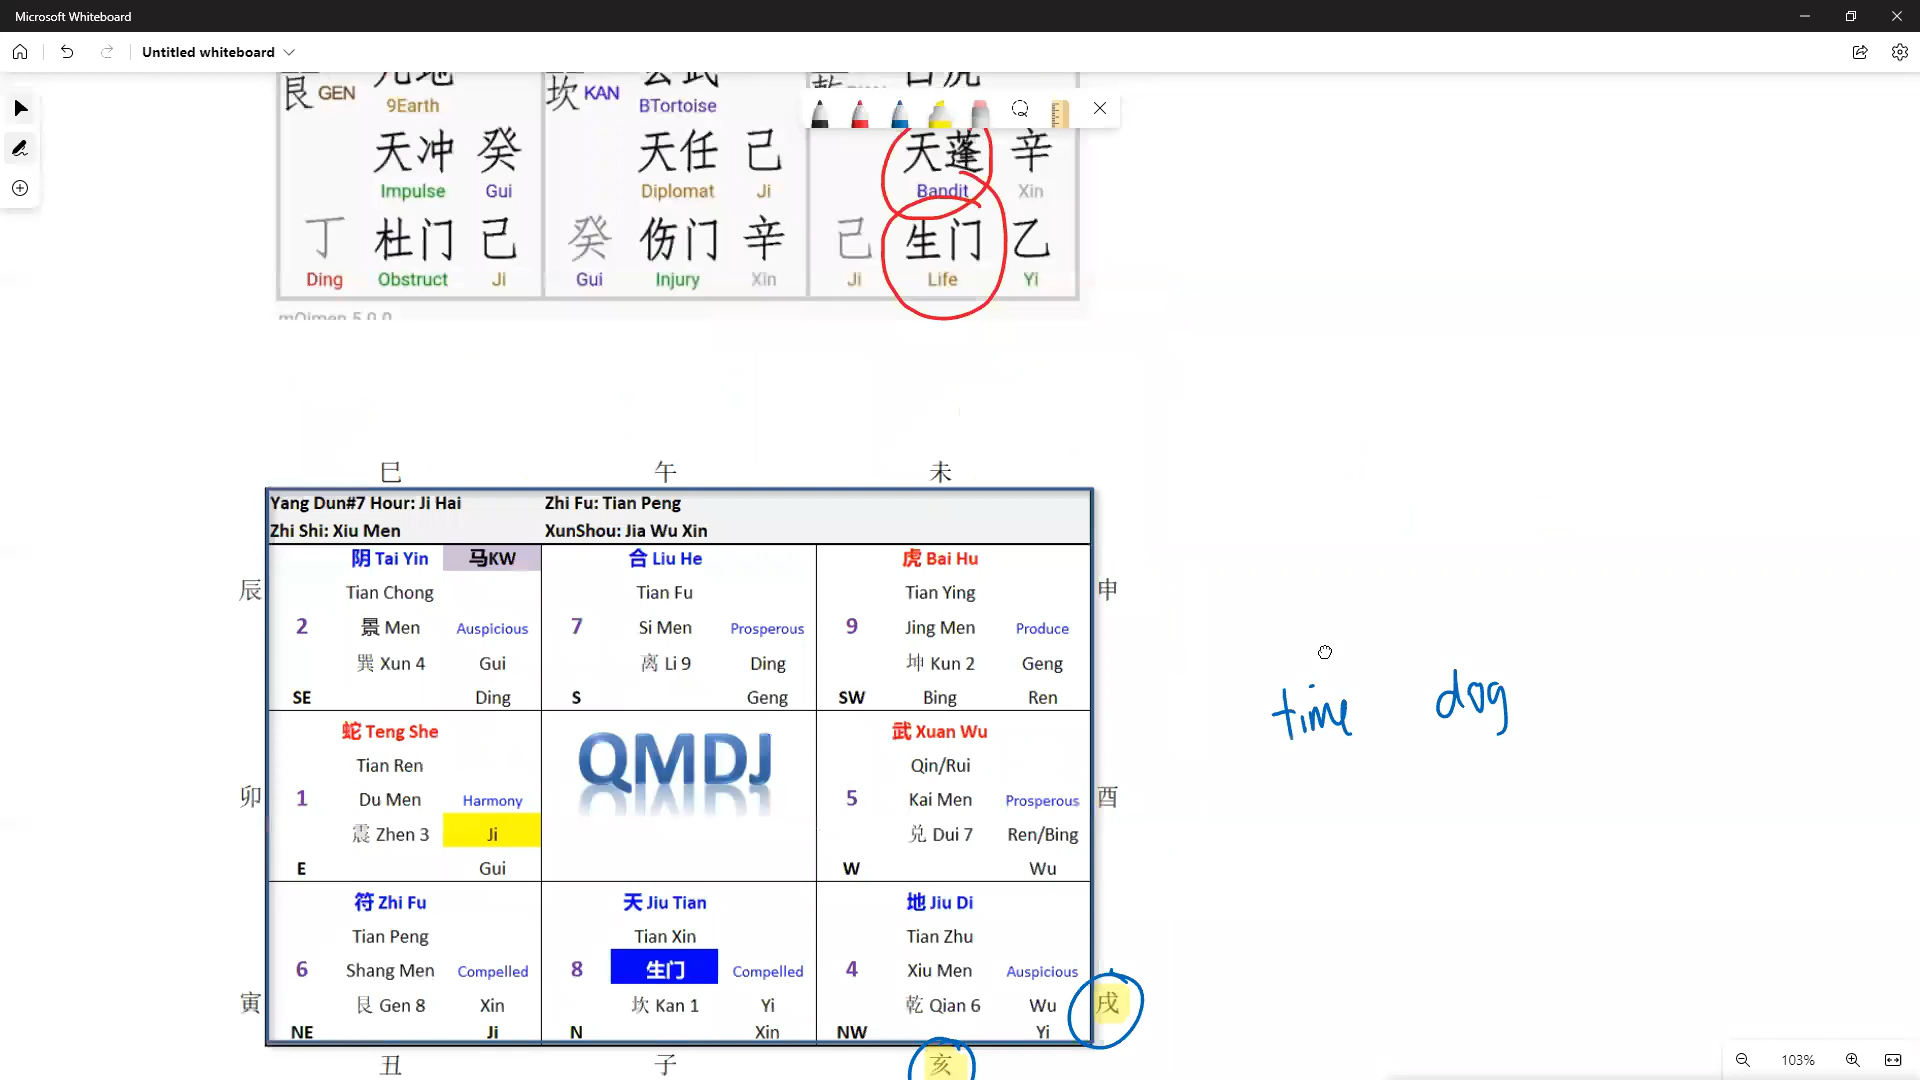 Microsoft Whiteboard
Untitled whiteboard
艮 GEN
9Earth
坎 KAN
BTortoise
天冲 癸
Impulse Gui
天任 己
Diplomat Ji
天蓬 辛
Bandit Xin
丁 杜门 己
Ding Obstruct Ji
癸 伤门 辛
Gui Injury Xin
己 生门 乙
Ji Life Yi
mQimen 5.0.0
巳 午 未
Yang Dun#7 Hour: Ji Hai Zhi Fu: Tian Peng
Zhi Shi: Xiu Men XunShou: Jia Wu Xin
辰
阴 Tai Yin 马KW
Tian Chong
2 景 Men Auspicious
巽 Xun 4 Gui
SE Ding
合 Liu He
Tian Fu
7 Si Men Prosperous
离 Li 9 Ding
S Geng
虎 Bai Hu
Tian Ying
9 Jing Men Produce
坤 Kun 2 Geng
SW Bing Ren
申
卯
蛇 Teng She
Tian Ren
1 Du Men Harmony
震 Zhen 3 Ji
E Gui
QMDJ
武 Xuan Wu
Qin/Rui
5 Kai Men Prosperous
兑 Dui 7 Ren/Bing
W Wu
酉
寅
符 Zhi Fu
Tian Peng
6 Shang Men Compelled
艮 Gen 8 Xin
NE Ji
天 Jiu Tian
Tian Xin
8 生门 Compelled
坎 Kan 1 Yi
N Xin
地 Jiu Di
Tian Zhu
4 Xiu Men Auspicious
乾 Qian 6 Wu
NW Yi
戌
丑 子 亥
time dog
103%